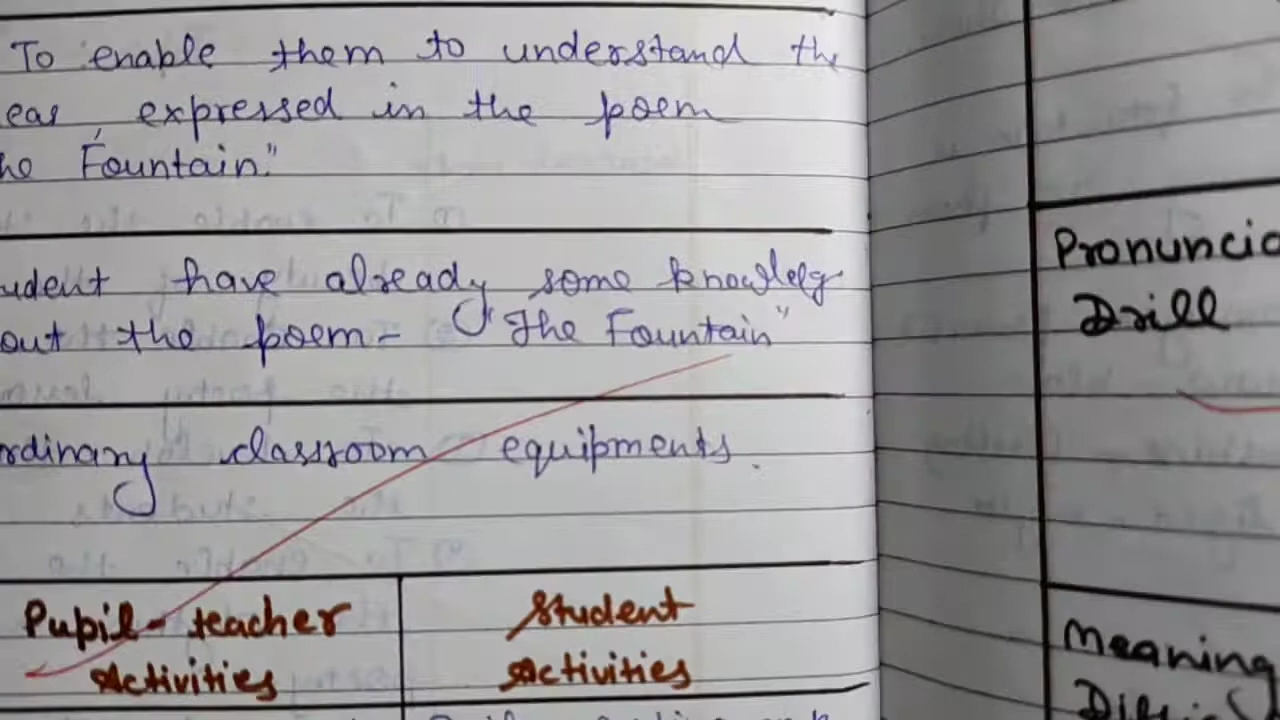 To enable them to understand the
eas expressed in the poem
he Fountain"
udent have already some knowleg
out the poem - "The Fountain"
rdinary classroom equipments.
Pupil-teacher Activities
Student Activities
Pronuncia
Drill
Meaning